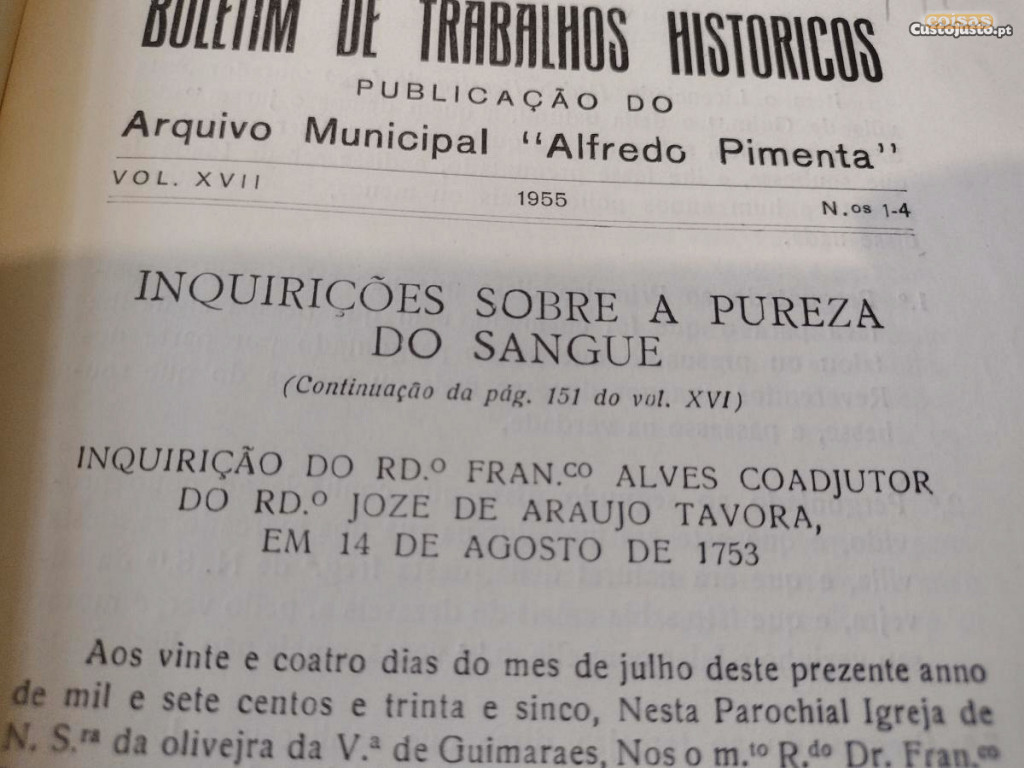 coisas
Custojusto.pt
BOLETIM DE TRABALHOS HISTORICOS
PUBLICAÇÃO DO
Arquivo Municipal "Alfredo Pimenta"
VOL. XVII 1955 N.os 1-4
INQUIRIÇÕES SOBRE A PUREZA
DO SANGUE
(Continuação da pág. 151 do vol. XVI)
INQUIRIÇÃO DO RD.º FRAN.CO ALVES COADJUTOR
DO RD.º JOZE DE ARAUJO TAVORA,
EM 14 DE AGOSTO DE 1753
Aos vinte e coatro dias do mes de julho deste prezente anno
de mil e sete centos e trinta e sinco, Nesta Parochial Igreja de
N. S.ra da olivejra da V.ª de Guimaraes, Nos o m.to R.do Dr. Fran.co